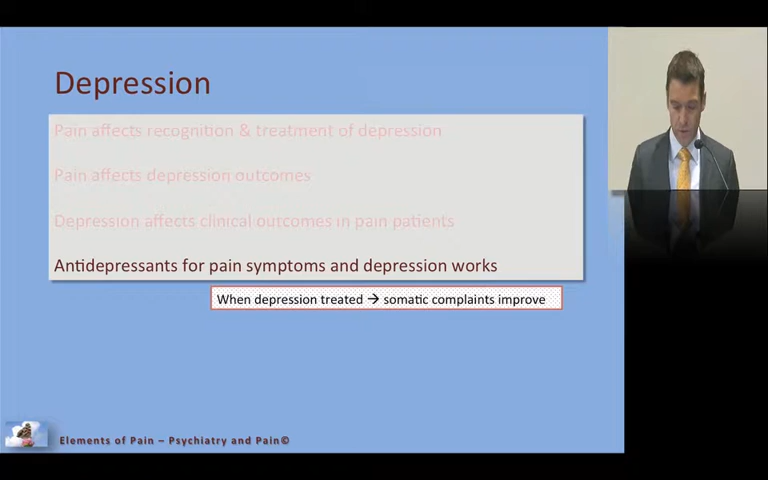 Depression
Pain affects recognition & treatment of depression
Pain affects depression outcomes
Depression affects clinical outcomes in pain patients
Antidepressants for pain symptoms and depression works
When depression treated → somatic complaints improve
Elements of Pain – Psychiatry and Pain©